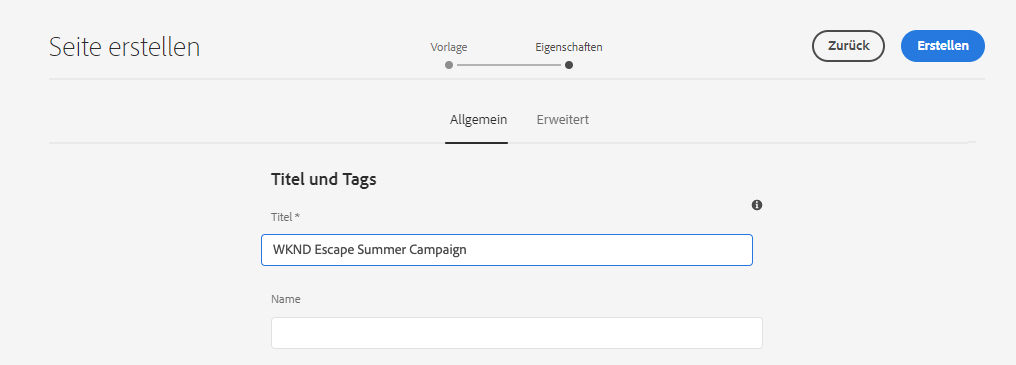 Seite erstellen
Vorlage
Eigenschaften
Zurück
Erstellen
Allgemein
Erweitert
Titel und Tags
Titel *
WKND Escape Summer Campaign
Name